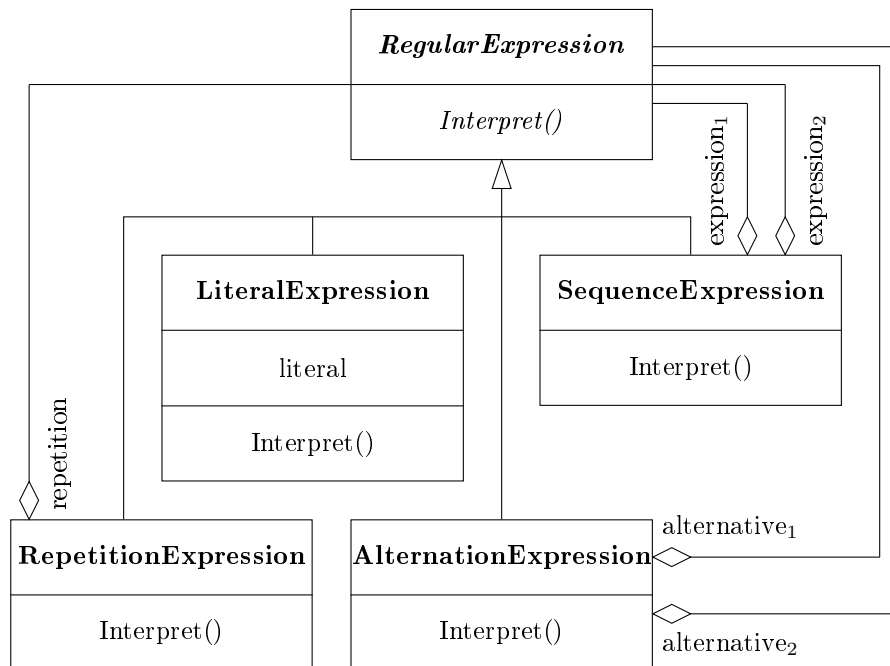 RegularExpression
Interpret()
expression₁
expression₂
LiteralExpression
literal
Interpret()
SequenceExpression
Interpret()
repetition
RepetitionExpression
Interpret()
AlternationExpression
Interpret()
alternative₁
alternative₂